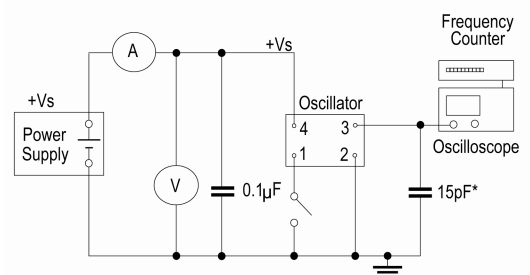 Frequency
Counter
A
+Vs
+Vs
Oscillator
Power
Supply
4 3
1 2
Oscilloscope
V
0.1µF
15pF*